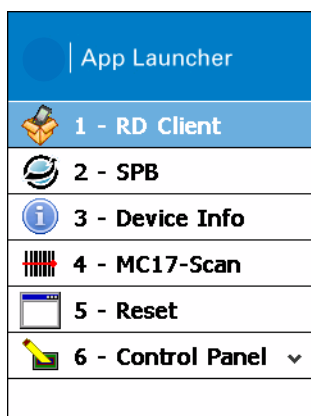 App Launcher
1 - RD Client
2 - SPB
3 - Device Info
4 - MC17-Scan
5 - Reset
6 - Control Panel